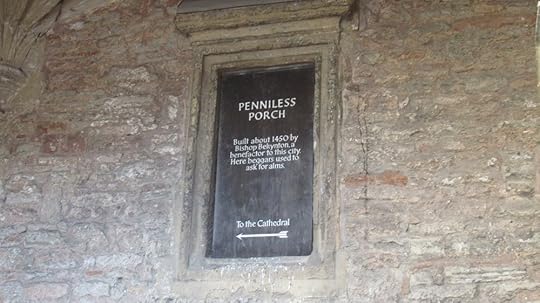 PENNILESS
PORCH
Built about 1450 by
Bishop Bekynton, a
benefactor to this city.
Here beggars used to
ask for alms.
To the Cathedral